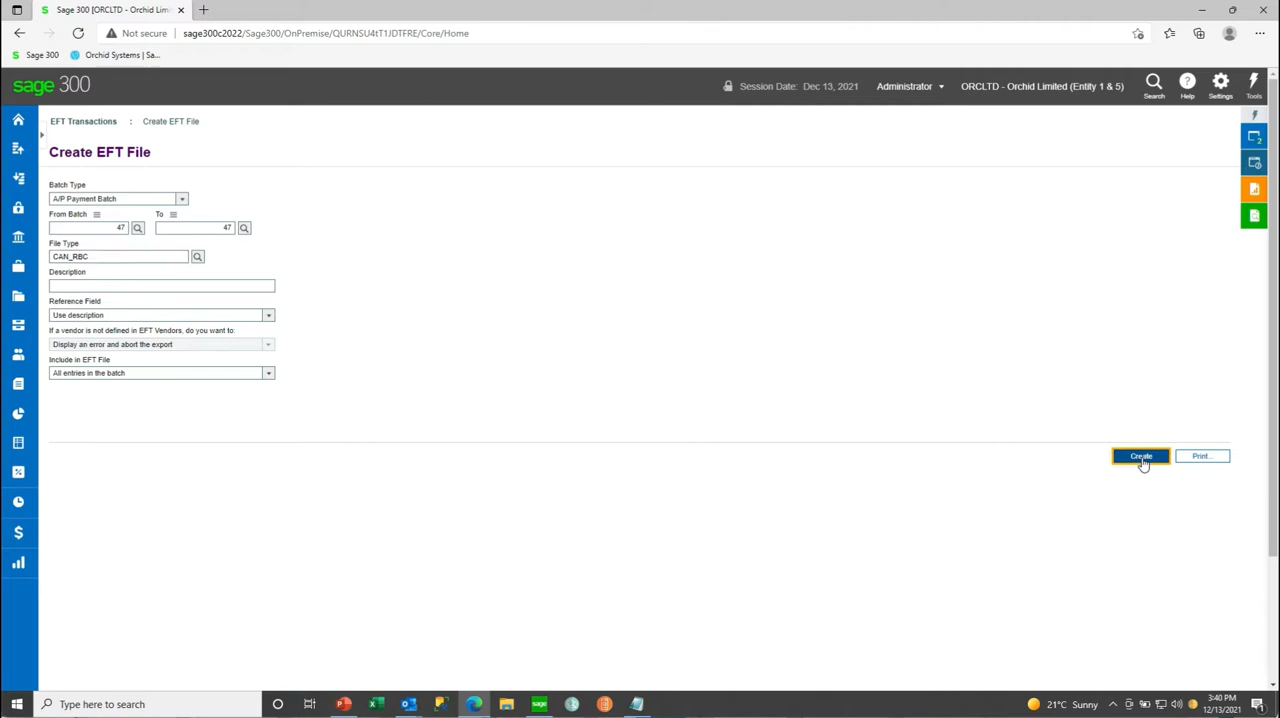 Sage 300 [ORCLTD - Orchid Limi
Not secure
sage300c2022/Sage300/OnPremise/QURNSU4tT1JDTFRE/Core/Home
Sage 300
Orchid Systems | Sa...
sage 300
Session Date: Dec 13, 2021
Administrator
ORCLTD - Orchid Limited (Entity 1 & 5)
Search
Help
Settings
Tools
EFT Transactions : Create EFT File
Create EFT File
2
Batch Type
A/P Payment Batch
From Batch
To
47
47
File Type
CAN_RBC
Description
Reference Field
Use description
If a vendor is not defined in EFT Vendors, do you want to:
Display an error and abort the export
Include in EFT File
All entries in the batch
Create
Print...
Type here to search
sage
21°C Sunny
3:40 PM
12/13/2021
1